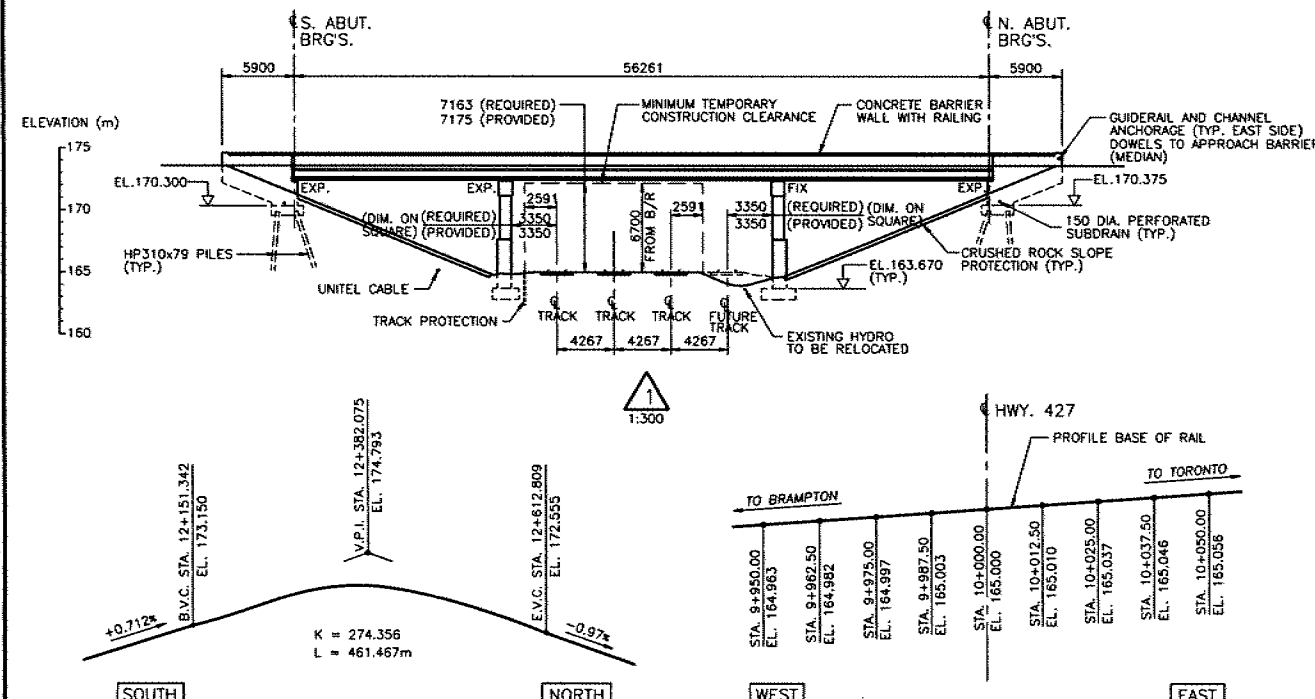 S. ABUT.
BRG'S.
N. ABUT.
BRG'S.
5900
56261
5900
ELEVATION (m)
7163 (REQUIRED)
7175 (PROVIDED)
MINIMUM TEMPORARY
CONSTRUCTION CLEARANCE
CONCRETE BARRIER
WALL WITH RAILING
GUIDERAIL AND CHANNEL
ANCHORAGE (TYP. EAST SIDE)
DOWELS TO APPROACH BARRIER
(MEDIAN)
175
170
165
160
EL.170.300
EXP.
EXP.
FIX
EXP.
EL.170.375
2591
2591
(DIM. ON
SQUARE)
(REQUIRED)
(PROVIDED)
3350
3350
6700
FROM B/R
3350
3350
(REQUIRED)
(PROVIDED)
(DIM. ON
SQUARE)
150 DIA. PERFORATED
SUBDRAIN (TYP.)
HP310x79 PILES
(TYP.)
CRUSHED ROCK SLOPE
PROTECTION (TYP.)
EL.163.670
(TYP.)
UNITEL CABLE
TRACK PROTECTION
TRACK
TRACK
TRACK
FUTURE
TRACK
EXISTING HYDRO
TO BE RELOCATED
4267
4267
4267
1
1:300
B.V.C. STA. 12+151.342
EL. 173.150
V.P.I. STA. 12+382.075
EL. 174.793
E.V.C. STA. 12+612.809
EL. 172.555
+0.712%
-0.97%
K = 274.356
L = 461.467m
SOUTH
NORTH
HWY. 427
PROFILE BASE OF RAIL
TO BRAMPTON
TO TORONTO
STA. 9+950.00
EL. 164.963
STA. 9+962.50
EL. 164.982
STA. 9+975.00
EL. 164.997
STA. 9+987.50
EL. 165.003
STA. 10+000.00
EL. 165.000
STA. 10+012.50
EL. 165.010
STA. 10+025.00
EL. 165.037
STA. 10+037.50
EL. 165.046
STA. 10+050.00
EL. 165.056
WEST
EAST